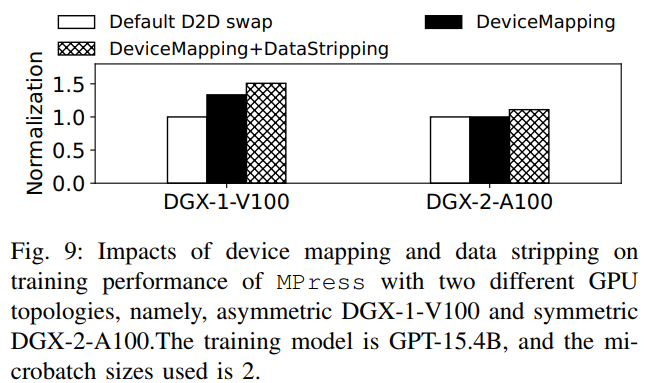 Default D2D swap
DeviceMapping
DeviceMapping+DataStripping
Normalization
1.5
1.0
0.5
0.0
DGX-1-V100
DGX-2-A100
Fig. 9: Impacts of device mapping and data stripping on
training performance of MPress with two different GPU
topologies, namely, asymmetric DGX-1-V100 and symmetric
DGX-2-A100.The training model is GPT-15.4B, and the mi-
crobatch sizes used is 2.